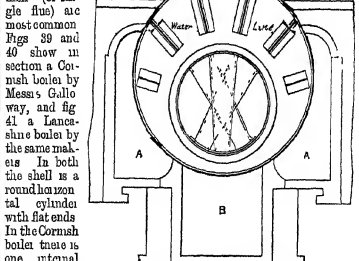 gle flue) are
most common
Figs 39 and
40 show in
section a Cor-
nish boiler by
Messrs Gallo
way, and fig
41 a Lanca-
shire boiler by
the same mak-
ers In both
the shell is a
round horizon
tal cylinder
with flat ends
In the Cornish
boiler there is
one internal
Water Line
A
A
B